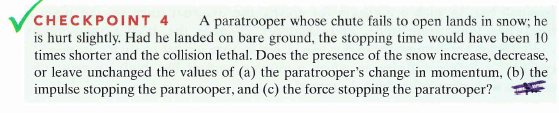 CHECKPOINT 4 A paratrooper whose chute fails to open lands in snow; he
is hurt slightly. Had he landed on bare ground, the stopping time would have been 10
times shorter and the collision lethal. Does the presence of the snow increase, decrease,
or leave unchanged the values of (a) the paratrooper's change in momentum, (b) the
impulse stopping the paratrooper, and (c) the force stopping the paratrooper?